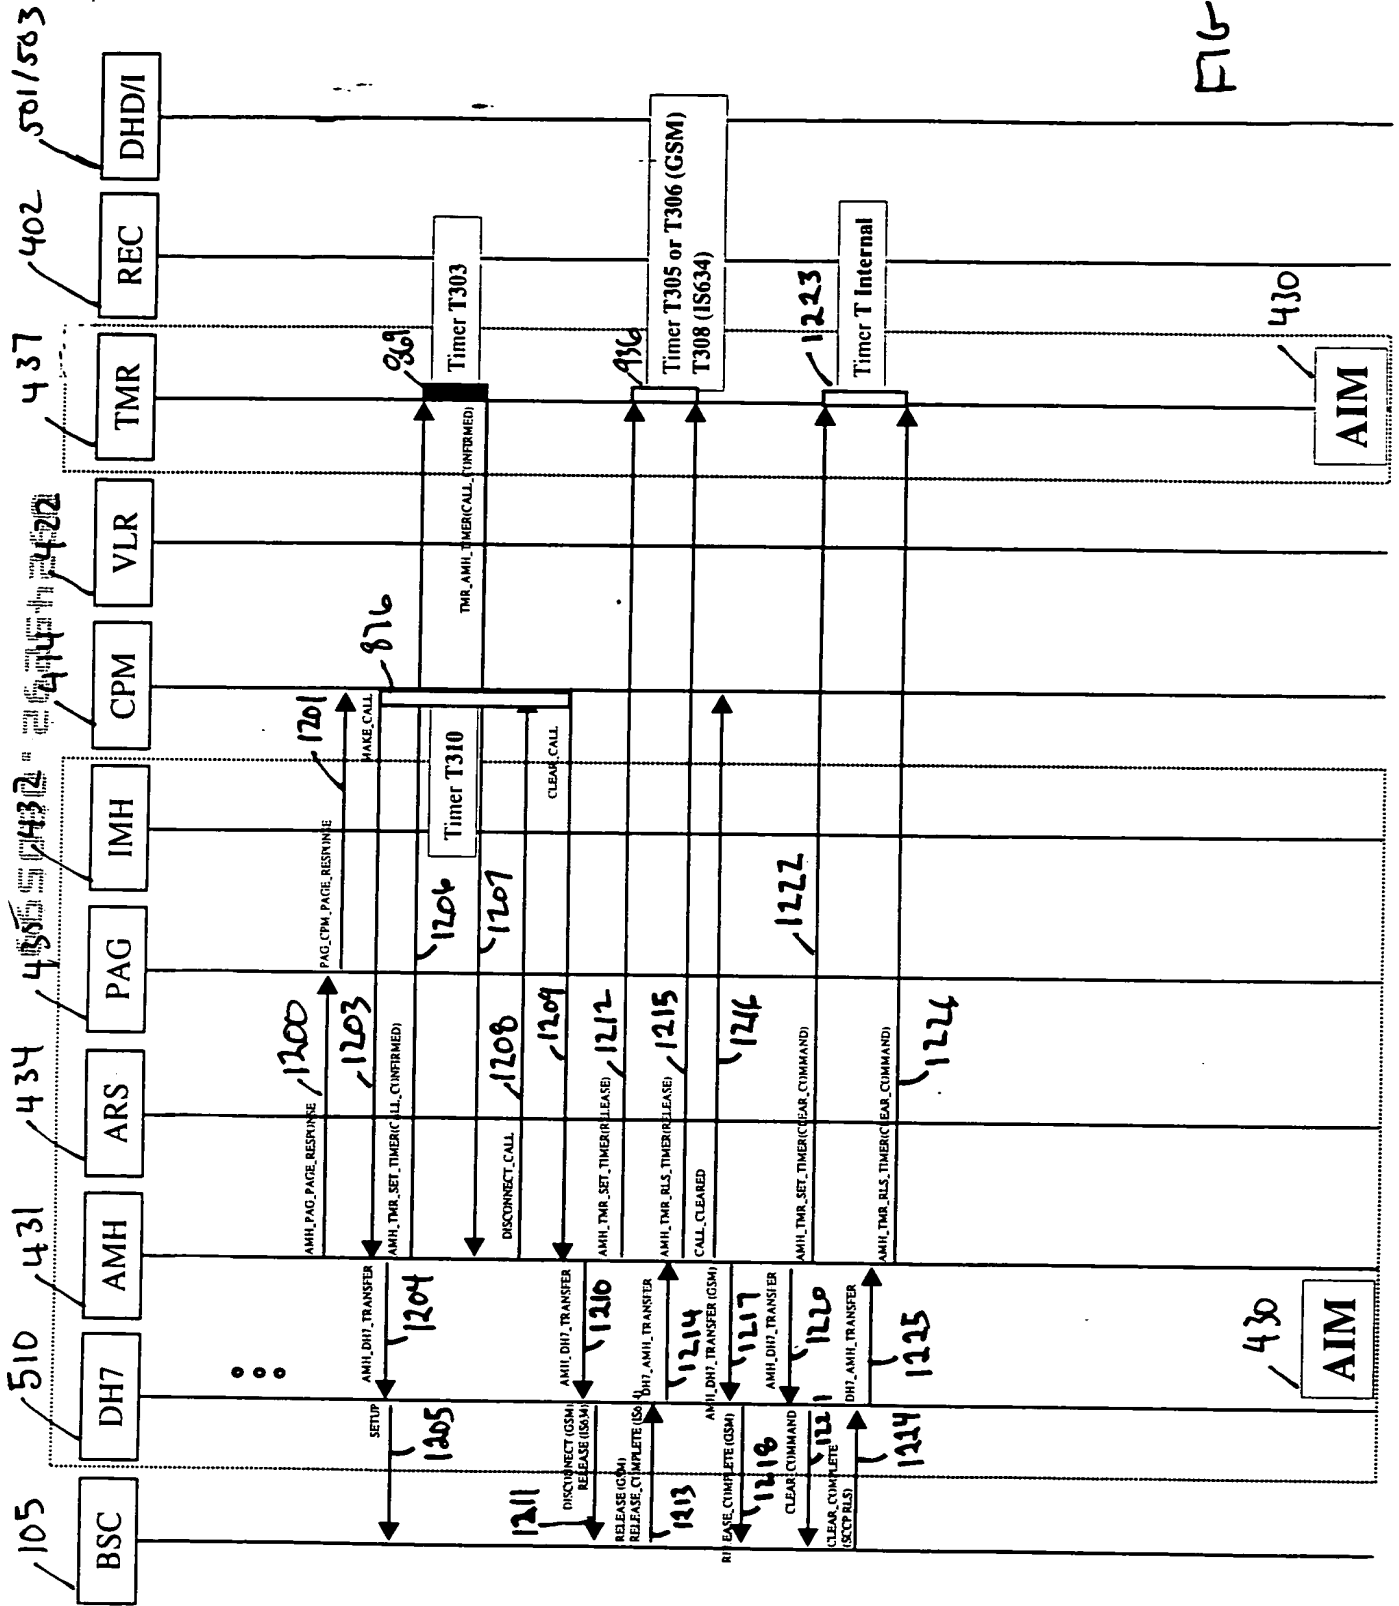 105
510
431
434
435
432
414
422
437
402
501/503
BSC
DH7
AMH
ARS
PAG
IMH
CPM
VLR
TMR
REC
DHD/I
AMH_PAG_PAGE_RESPONSE
1200
PAG_CPM_PAGE_RESPONSE
1201
MAKE_CALL
1203
876
AMH_DH7_TRANSFER
1204
SETUP
1205
AMH_TMR_SET_TIMER(CALL_CONFIRMED)
1206
Timer T310
Timer T303
TMR_AMH_TIMER(CALL_CONFIRMED)
1207
DISCONNECT_CALL
1208
CLEAR_CALL
1209
AMH_DH7_TRANSFER
1210
DISCONNECT (GSM)
RELEASE (IS634)
1211
AMH_TMR_SET_TIMER(RELEASE)
1212
936
Timer T305 or T306 (GSM)
T308 (IS634)
RELEASE (GSM)
RELEASE_COMPLETE (IS634)
1213
DH7_AMH_TRANSFER
1214
AMH_TMR_RLS_TIMER(RELEASE)
1215
CALL_CLEARED
1216
AMH_DH7_TRANSFER (GSM)
1217
RELEASE_COMPLETE (GSM)
1218
AMH_DH7_TRANSFER
1220
CLEAR_COMMAND
1221
AMH_TMR_SET_TIMER(CLEAR_COMMAND)
1222
1223
Timer T Internal
CLEAR_COMPLETE
(SCCP RLS)
1224
DH7_AMH_TRANSFER
1225
AMH_TMR_RLS_TIMER(CLEAR_COMMAND)
1226
430
AIM
430
AIM
FIG